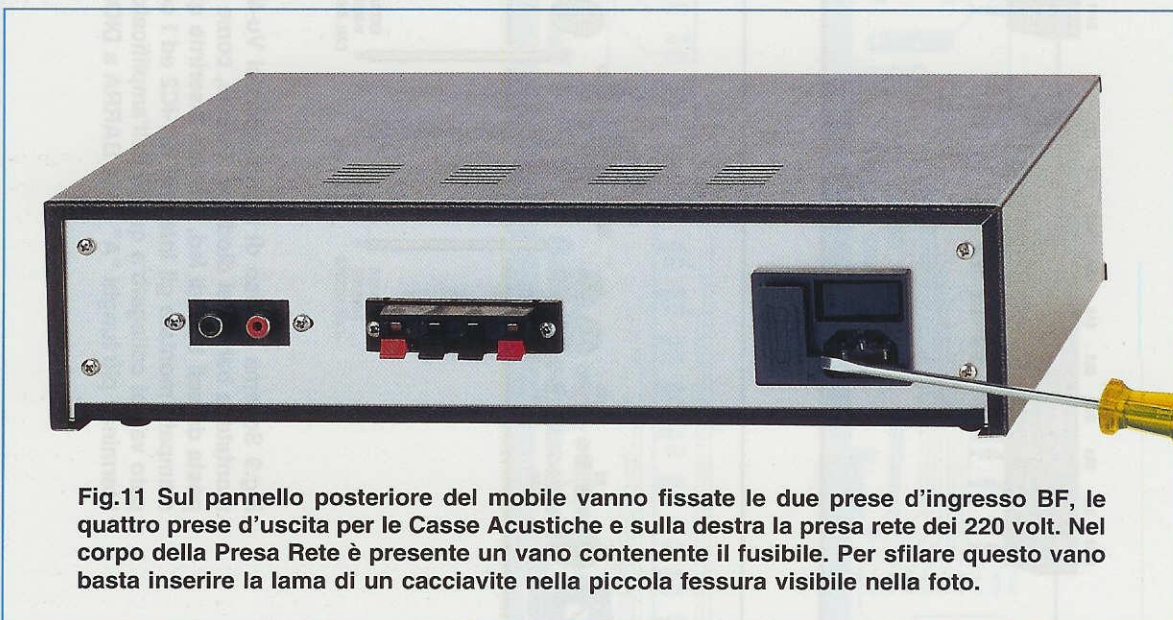 Fig.11 Sul pannello posteriore del mobile vanno fissate le due prese d'ingresso BF, le
quattro prese d'uscita per le Casse Acustiche e sulla destra la presa rete dei 220 volt. Nel
corpo della Presa Rete è presente un vano contenente il fusibile. Per sfilare questo vano
basta inserire la lama di un cacciavite nella piccola fessura visibile nella foto.